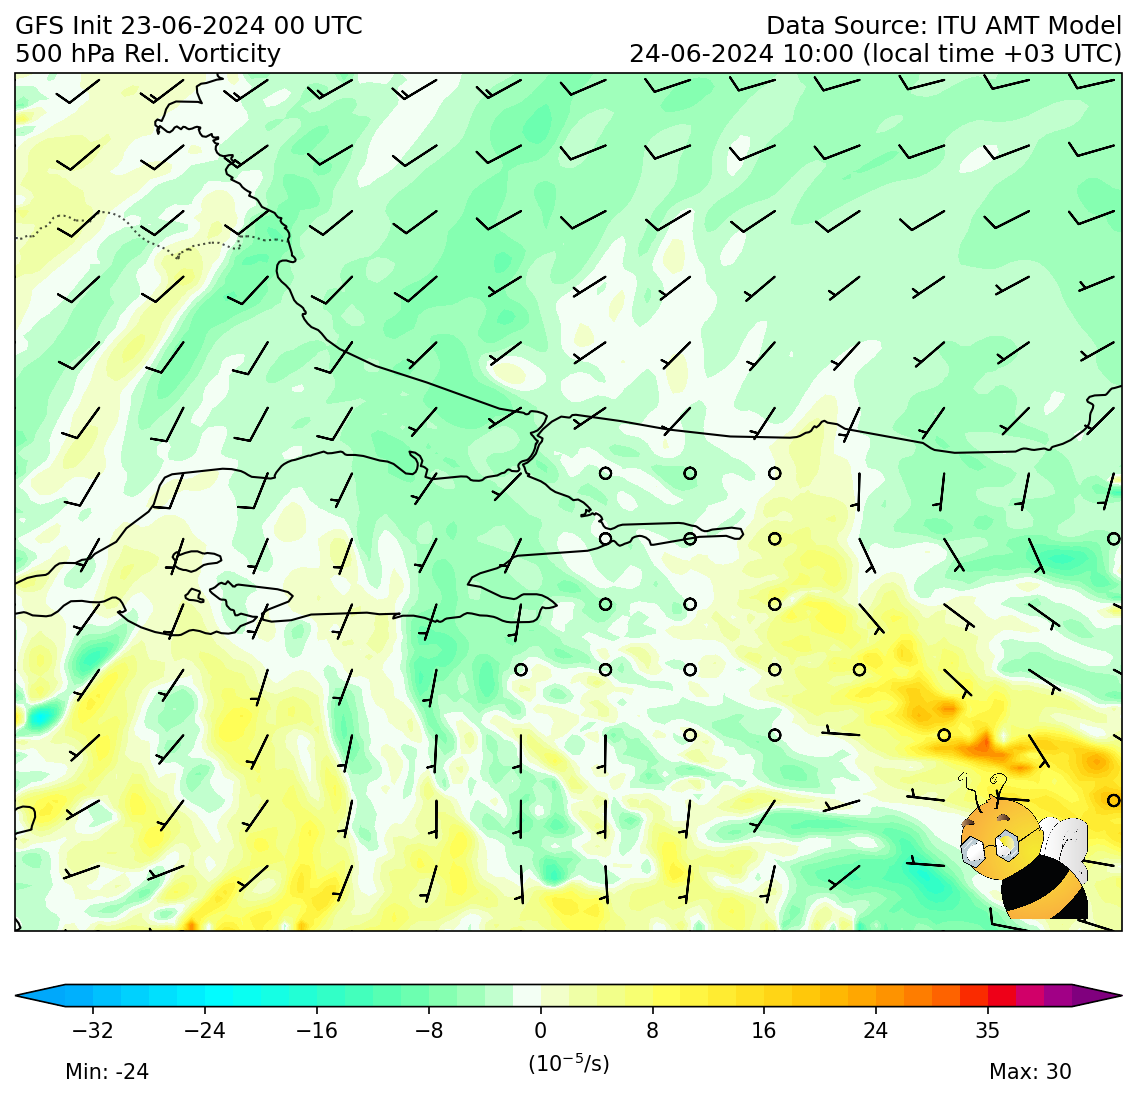 GFS Init 23-06-2024 00 UTC
Data Source: ITU AMT Model
500 hPa Rel. Vorticity
24-06-2024 10:00 (local time +03 UTC)
−32 −24 −16 −8 0 8 16 24 35
(10⁻⁵/s)
Min: -24
Max: 30